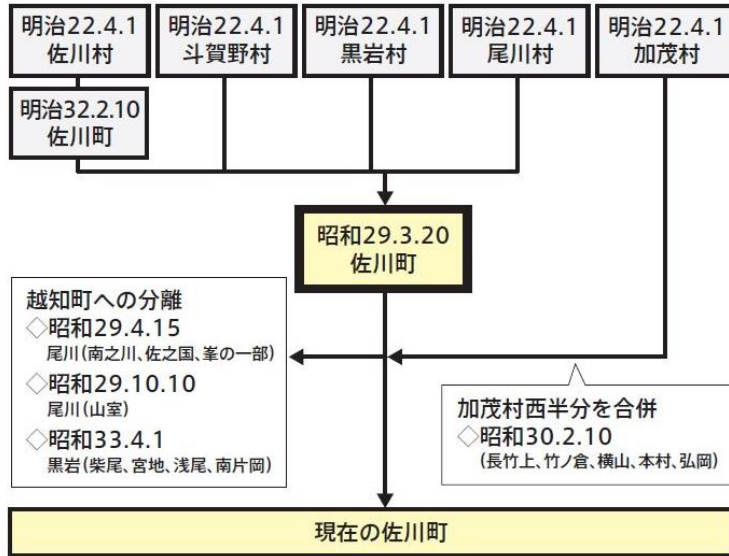 明治22.4.1
佐川村
明治22.4.1
斗賀野村
明治22.4.1
黒岩村
明治22.4.1
尾川村
明治22.4.1
加茂村
明治32.2.10
佐川町
昭和29.3.20
佐川町
越知町への分離
◇昭和29.4.15
尾川(南之川、佐之国、峯の一部)
◇昭和29.10.10
尾川(山室)
◇昭和33.4.1
黒岩(柴尾、宮地、浅尾、南片岡)
加茂村西半分を合併
◇昭和30.2.10
(長竹上、竹ノ倉、横山、本村、弘岡)
現在の佐川町